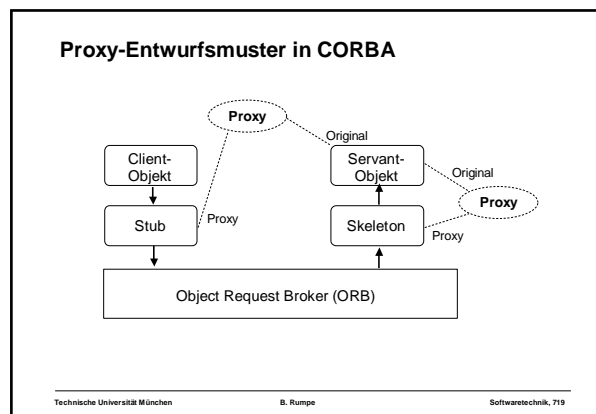 Proxy-Entwurfsmuster in CORBA
Proxy
Original
Client-
Objekt
Servant-
Objekt
Original
Proxy
Stub
Proxy
Skeleton
Proxy
Object Request Broker (ORB)
Technische Universität München B. Rumpe Softwaretechnik, 719